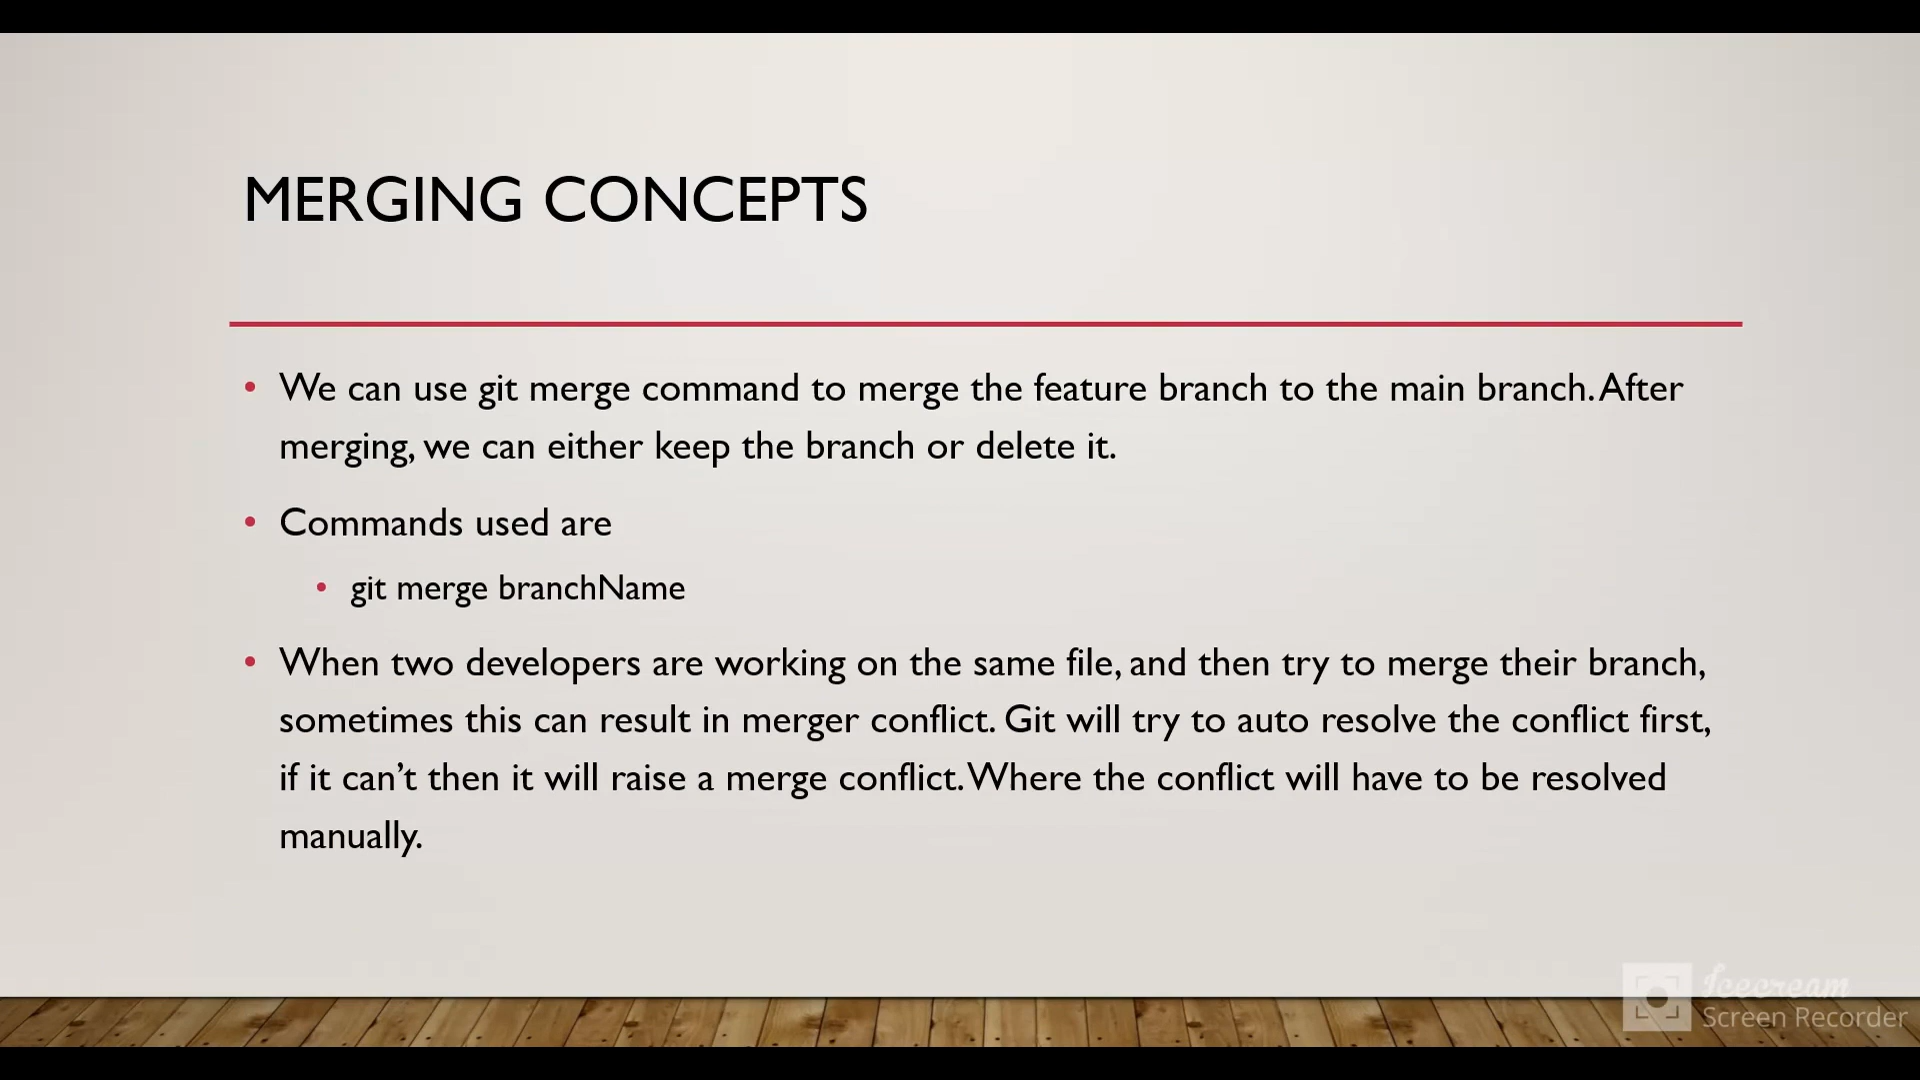 MERGING CONCEPTS
• We can use git merge command to merge the feature branch to the main branch. After
merging, we can either keep the branch or delete it.
• Commands used are
• git merge branchName
• When two developers are working on the same file, and then try to merge their branch,
sometimes this can result in merger conflict. Git will try to auto resolve the conflict first,
if it can’t then it will raise a merge conflict. Where the conflict will have to be resolved
manually.
Icecream
Screen Recorder